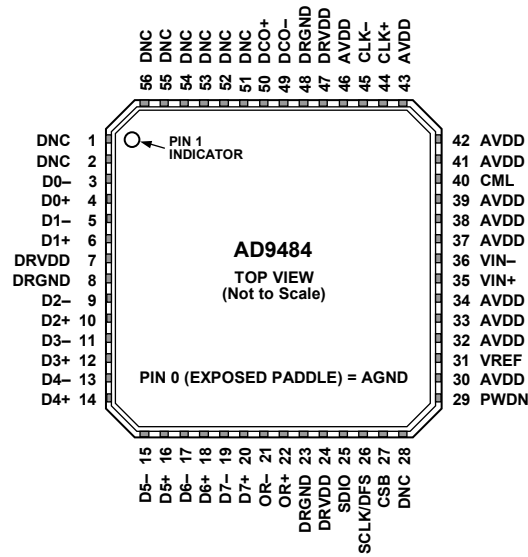 56 DNC
55 DNC
54 DNC
53 DNC
52 DNC
51 DNC
50 DCO+
49 DCO–
48 DRGND
47 DRVDD
46 AVDD
45 CLK–
44 CLK+
43 AVDD
DNC 1
DNC 2
D0– 3
D0+ 4
D1– 5
D1+ 6
DRVDD 7
DRGND 8
D2– 9
D2+ 10
D3– 11
D3+ 12
D4– 13
D4+ 14
PIN 1
INDICATOR
AD9484
TOP VIEW
(Not to Scale)
PIN 0 (EXPOSED PADDLE) = AGND
42 AVDD
41 AVDD
40 CML
39 AVDD
38 AVDD
37 AVDD
36 VIN–
35 VIN+
34 AVDD
33 AVDD
32 AVDD
31 VREF
30 AVDD
29 PWDN
D5– 15
D5+ 16
D6– 17
D6+ 18
D7– 19
D7+ 20
OR– 21
OR+ 22
DRGND 23
DRVDD 24
SDIO 25
SCLK/DFS 26
CSB 27
DNC 28